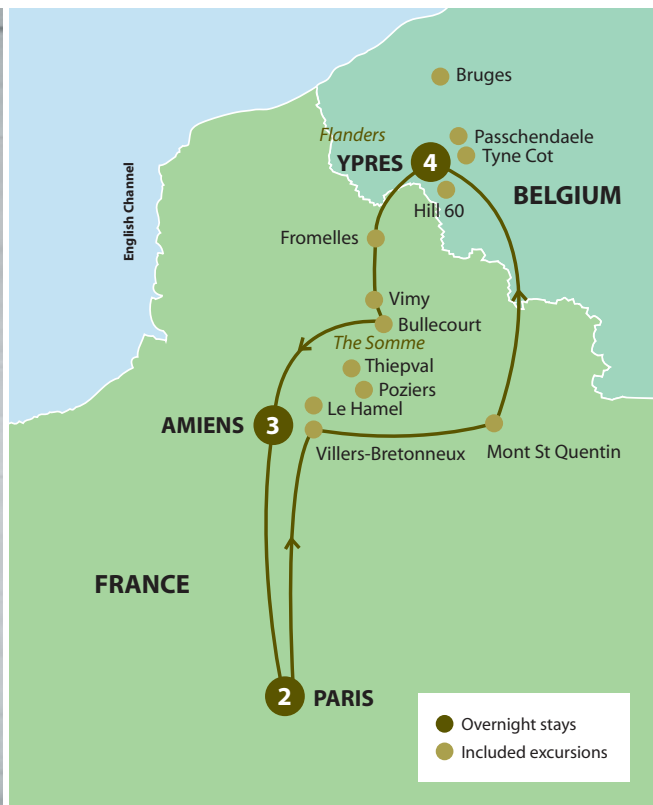 Bruges
Flanders
Passchendaele
YPRES
4
Tyne Cot
BELGIUM
Hill 60
English Channel
Fromelles
Vimy
Bullecourt
The Somme
Thiepval
Poziers
Le Hamel
AMIENS
3
Villers-Bretonneux
Mont St Quentin
FRANCE
2
PARIS
Overnight stays
Included excursions